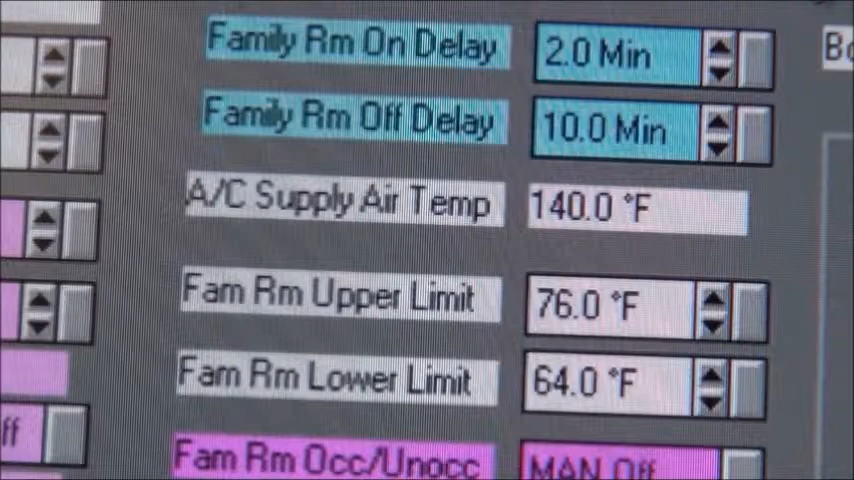 Family Rm On Delay 2.0 Min
Family Rm Off Delay 10.0 Min
A/C Supply Air Temp 140.0 °F
Fam Rm Upper Limit 76.0 °F
Fam Rm Lower Limit 64.0 °F
Fam Rm Occ/Unocc MAN Off